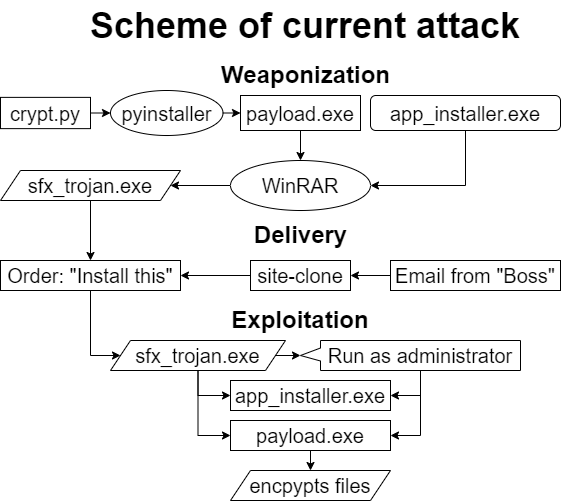 Scheme of current attack
Weaponization
crypt.py
pyinstaller
payload.exe
app_installer.exe
sfx_trojan.exe
WinRAR
Delivery
Order: "Install this"
site-clone
Email from "Boss"
Exploitation
sfx_trojan.exe
Run as administrator
app_installer.exe
payload.exe
encpypts files